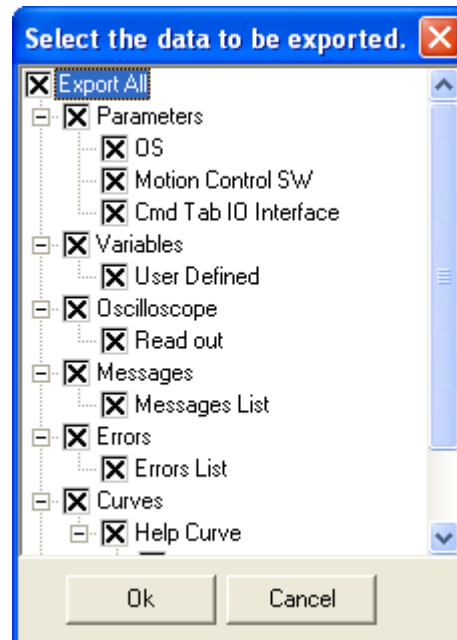 Select the data to be exported.
Export All
Parameters
OS
Motion Control SW
Cmd Tab IO Interface
Variables
User Defined
Oscilloscope
Read out
Messages
Messages List
Errors
Errors List
Curves
Help Curve
Ok Cancel